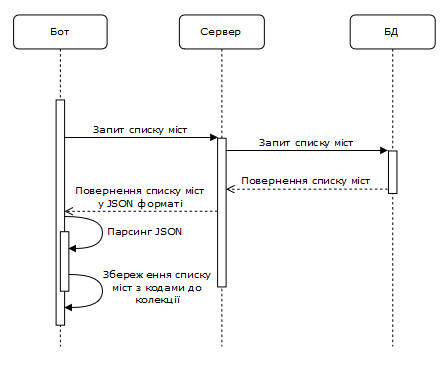 Бот
Сервер
БД
Запит списку міст
Запит списку міст
Повернення списку міст
Повернення списку міст
у JSON форматі
Парсинг JSON
Збереження списку
міст з кодами до
колекції